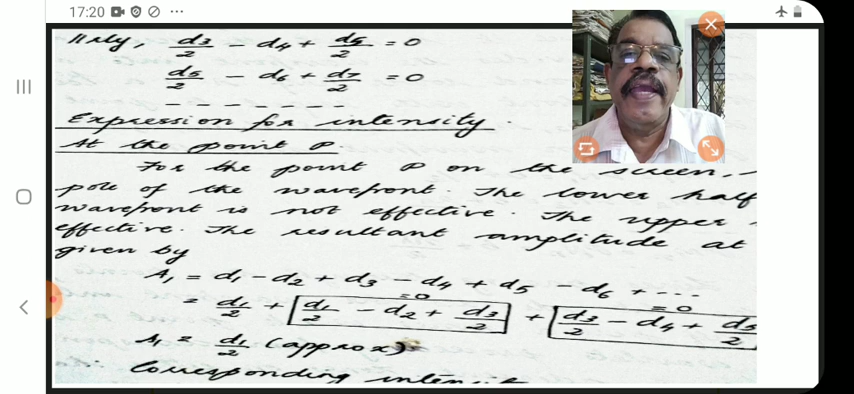 17:20
lly, d3/2 - d4 + d5/2 = 0
d5/2 - d6 + d7/2 = 0
- - - - - - -
Expression for intensity.
At the point P.
For the point P on the screen,
pole of the wavefront. The lower half
wavefront is not effective. The upper
effective. The resultant amplitude at
given by
A1 = d1 - d2 + d3 - d4 + d5 - d6 + ...
= d1/2 + [d1/2 - d2 + d3/2] =0 + [d3/2 - d4 + d5/2] =0
A1 = d1/2 (approx)
∴ Corresponding